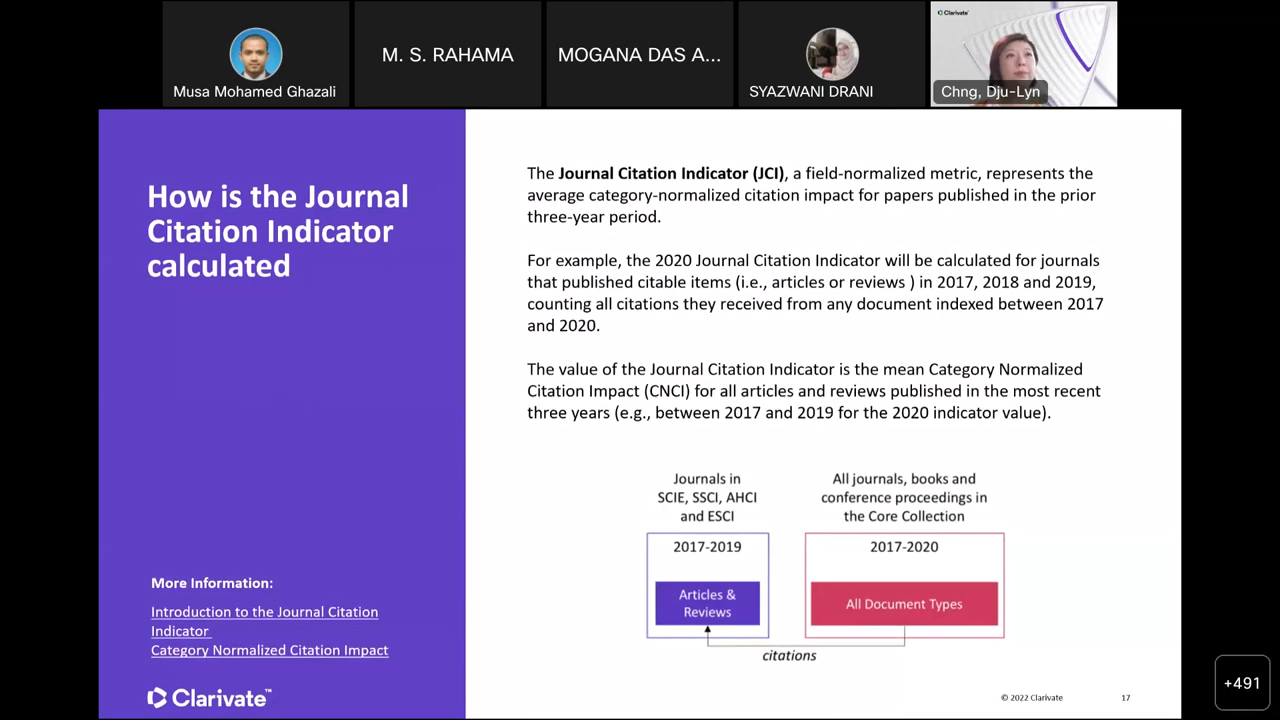 Clarivate
Musa Mohamed Ghazali
M. S. RAHAMA
MOGANA DAS A...
SYAZWANI DRANI
Chng, Dju-Lyn
How is the Journal
Citation Indicator
calculated
More Information:
Introduction to the Journal Citation
Indicator
Category Normalized Citation Impact
Clarivate™
The Journal Citation Indicator (JCI), a field-normalized metric, represents the
average category-normalized citation impact for papers published in the prior
three-year period.
For example, the 2020 Journal Citation Indicator will be calculated for journals
that published citable items (i.e., articles or reviews ) in 2017, 2018 and 2019,
counting all citations they received from any document indexed between 2017
and 2020.
The value of the Journal Citation Indicator is the mean Category Normalized
Citation Impact (CNCI) for all articles and reviews published in the most recent
three years (e.g., between 2017 and 2019 for the 2020 indicator value).
Journals in
SCIE, SSCI, AHCI
and ESCI
2017-2019
Articles &
Reviews
All journals, books and
conference proceedings in
the Core Collection
2017-2020
All Document Types
citations
© 2022 Clarivate
17
+491